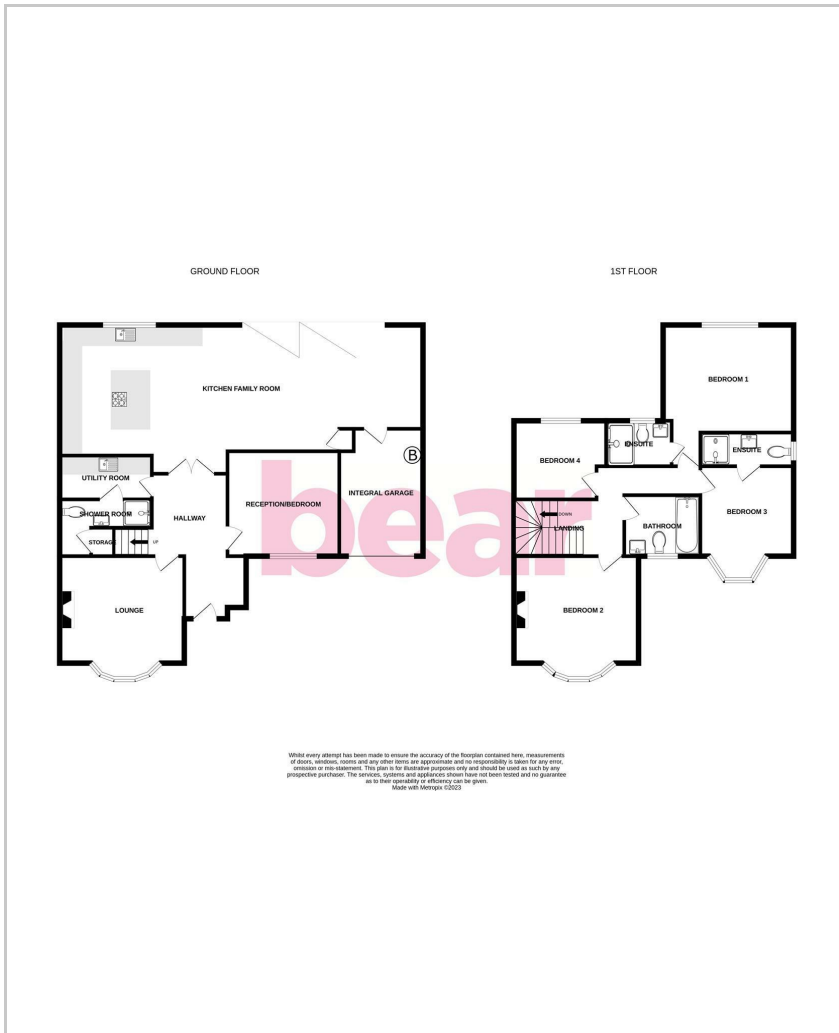 GROUND FLOOR
1ST FLOOR
KITCHEN FAMILY ROOM
B
UTILITY ROOM
SHOWER ROOM
STORAGE
UP
HALLWAY
RECEPTION/BEDROOM
INTEGRAL GARAGE
LOUNGE
BEDROOM 1
ENSUITE
ENSUITE
BEDROOM 4
BEDROOM 3
DOWN
LANDING
BATHROOM
BEDROOM 2
bear
Whilst every attempt has been made to ensure the accuracy of the floorplan contained here, measurements
of doors, windows, rooms and any other items are approximate and no responsibility is taken for any error,
omission or mis-statement. This plan is for illustrative purposes only and should be used as such by any
prospective purchaser. The services, systems and appliances shown have not been tested and no guarantee
as to their operability or efficiency can be given.
Made with Metropix ©2023